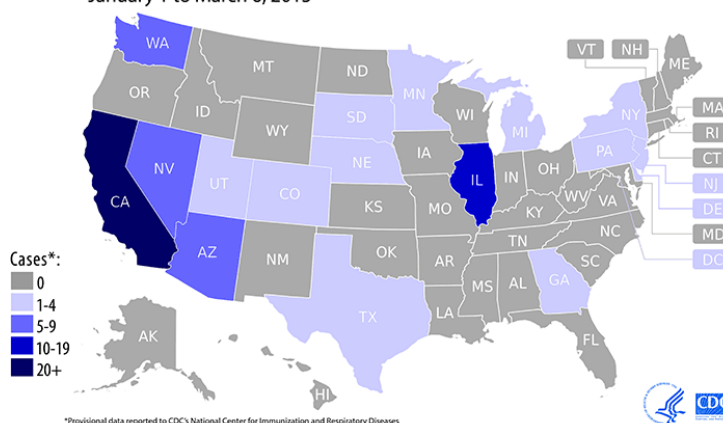 January 1 to March 6, 2015
WA
MT
ND
MN
VT
NH
ME
OR
ID
SD
WI
MI
NY
MA
RI
WY
NE
IA
PA
CT
NV
UT
CO
IL
IN
OH
NJ
DE
CA
KS
MO
KY
WV
VA
MD
AZ
NM
OK
AR
TN
NC
DC
TX
LA
MS
AL
GA
SC
FL
AK
HI
Cases*:
0
1-4
5-9
10-19
20+
*Provisional data reported to CDC's National Center for Immunization and Respiratory Diseases
CDC